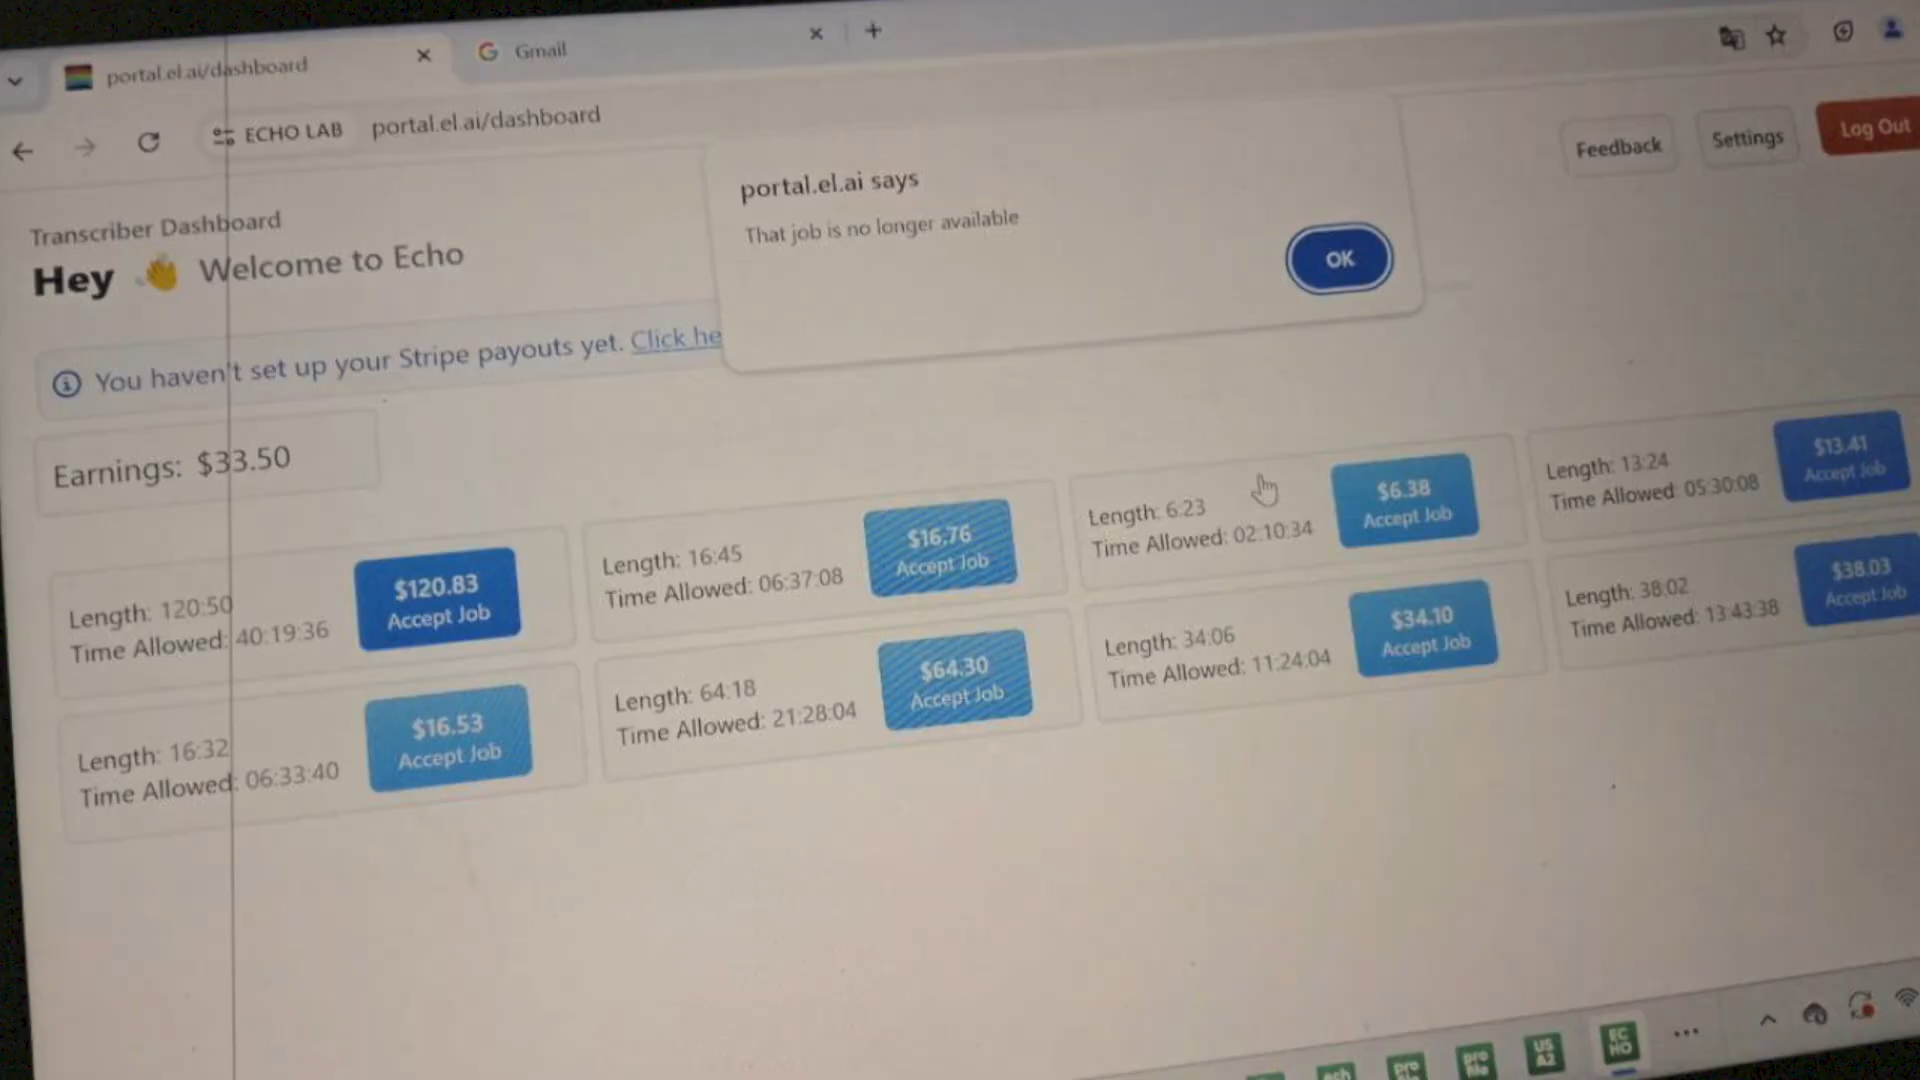 portal.el.ai/dashboard
Gmail
ECHO LAB
portal.el.ai/dashboard
Feedback
Settings
Log Out
portal.el.ai says
That job is no longer available
OK
Transcriber Dashboard
Hey 👋 Welcome to Echo
You haven't set up your Stripe payouts yet. Click he
Earnings: $33.50
Length: 120:50
Time Allowed: 40:19:36
$120.83
Accept Job
Length: 16:45
Time Allowed: 06:37:08
$16.76
Accept Job
Length: 6:23
Time Allowed: 02:10:34
$6.38
Accept Job
Length: 13:24
Time Allowed: 05:30:08
$13.41
Accept Job
Length: 16:32
Time Allowed: 06:33:40
$16.53
Accept Job
Length: 64:18
Time Allowed: 21:28:04
$64.30
Accept Job
Length: 34:06
Time Allowed: 11:24:04
$34.10
Accept Job
Length: 38:02
Time Allowed: 13:43:38
$38.03
Accept Job
pro
file
US
A2
EC
HO